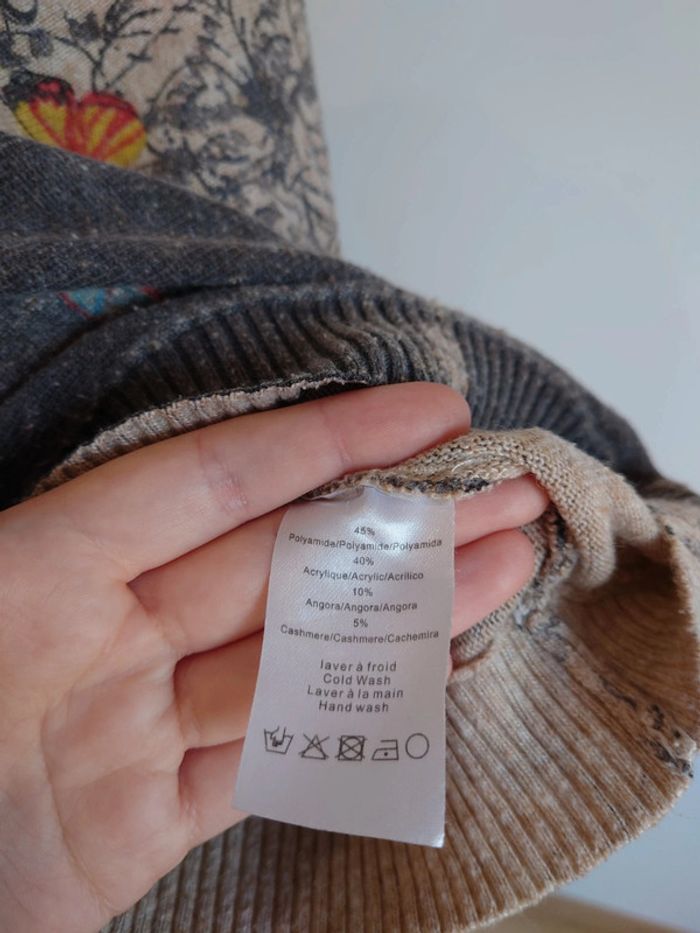 45%
Polyamide/Polyamide/Polyamida
40%
Acrylique/Acrylic/Acrílico
10%
Angora/Angora/Angora
5%
Cashmere/Cashmere/Cachemira
laver à froid
Cold Wash
Laver à la main
Hand wash